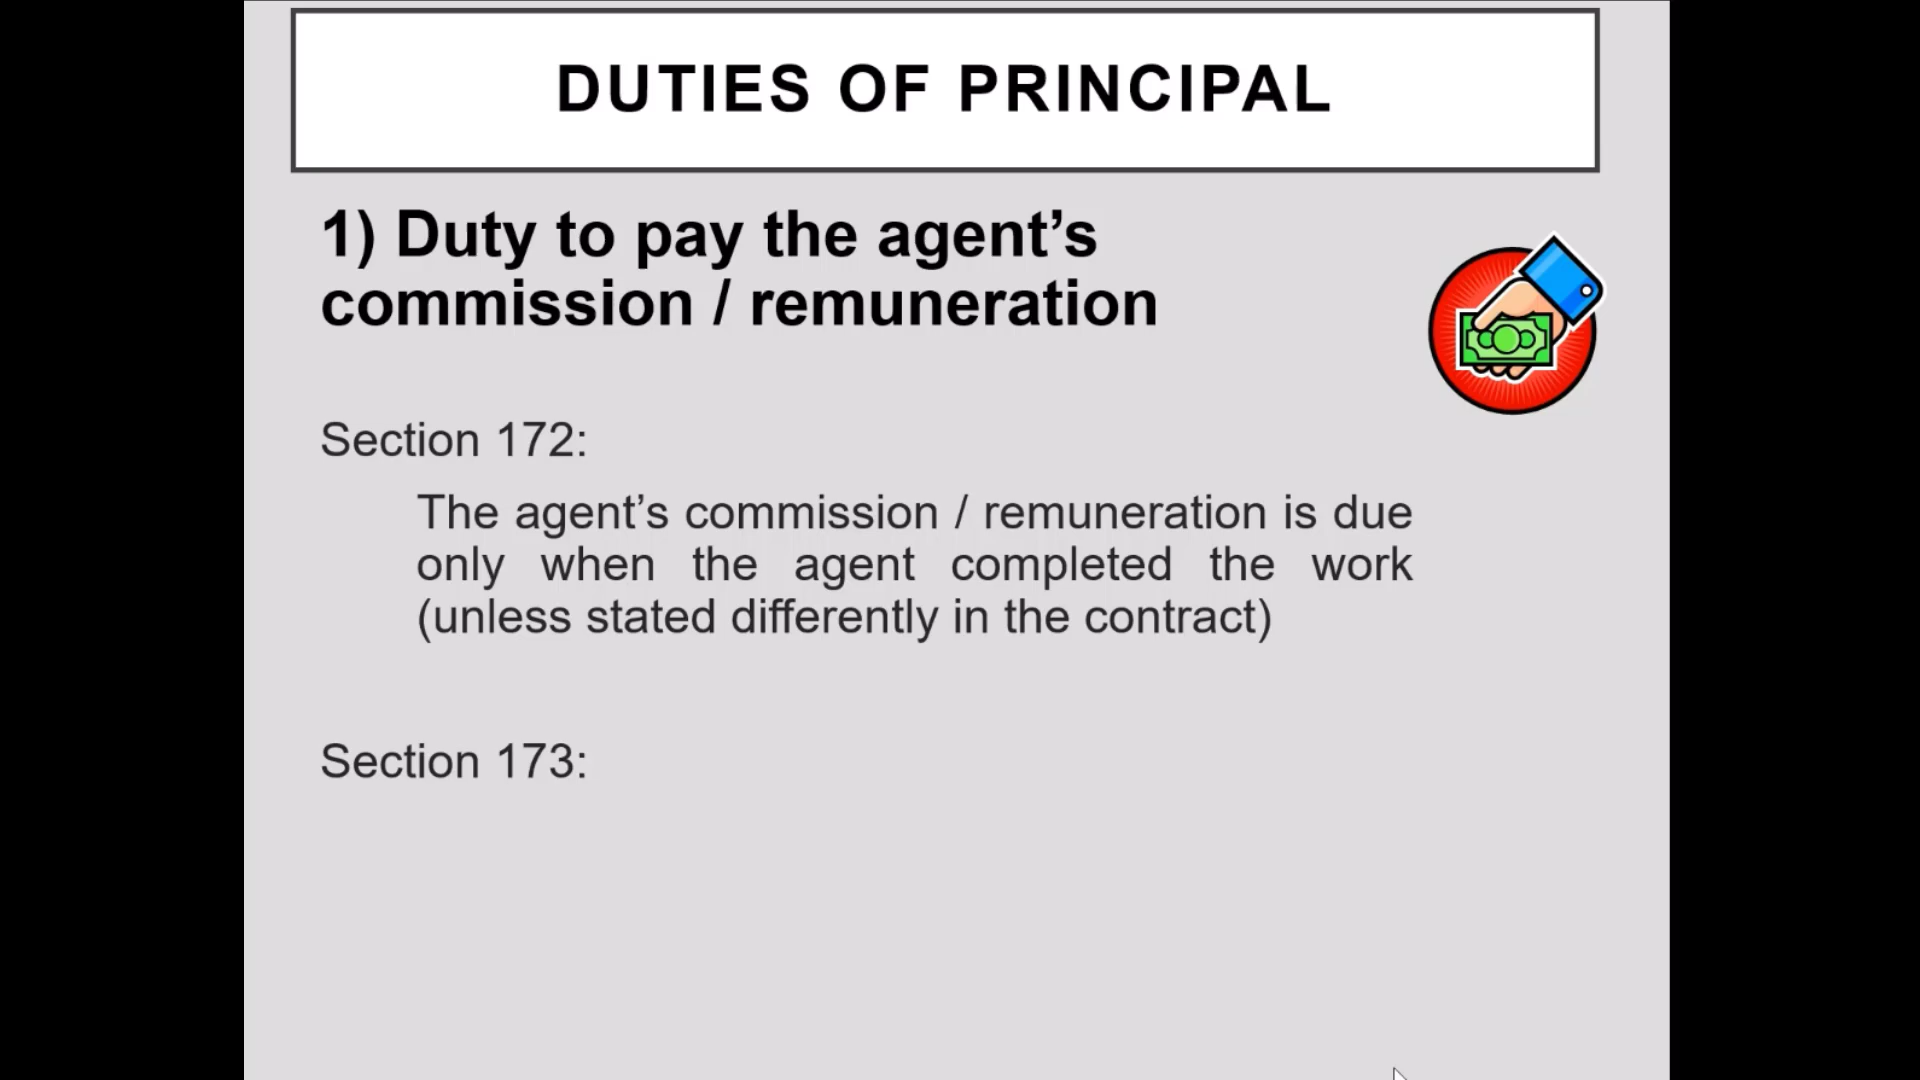 DUTIES OF PRINCIPAL
1) Duty to pay the agent’s
commission / remuneration
Section 172:
The agent’s commission / remuneration is due
only when the agent completed the work
(unless stated differently in the contract)
Section 173: